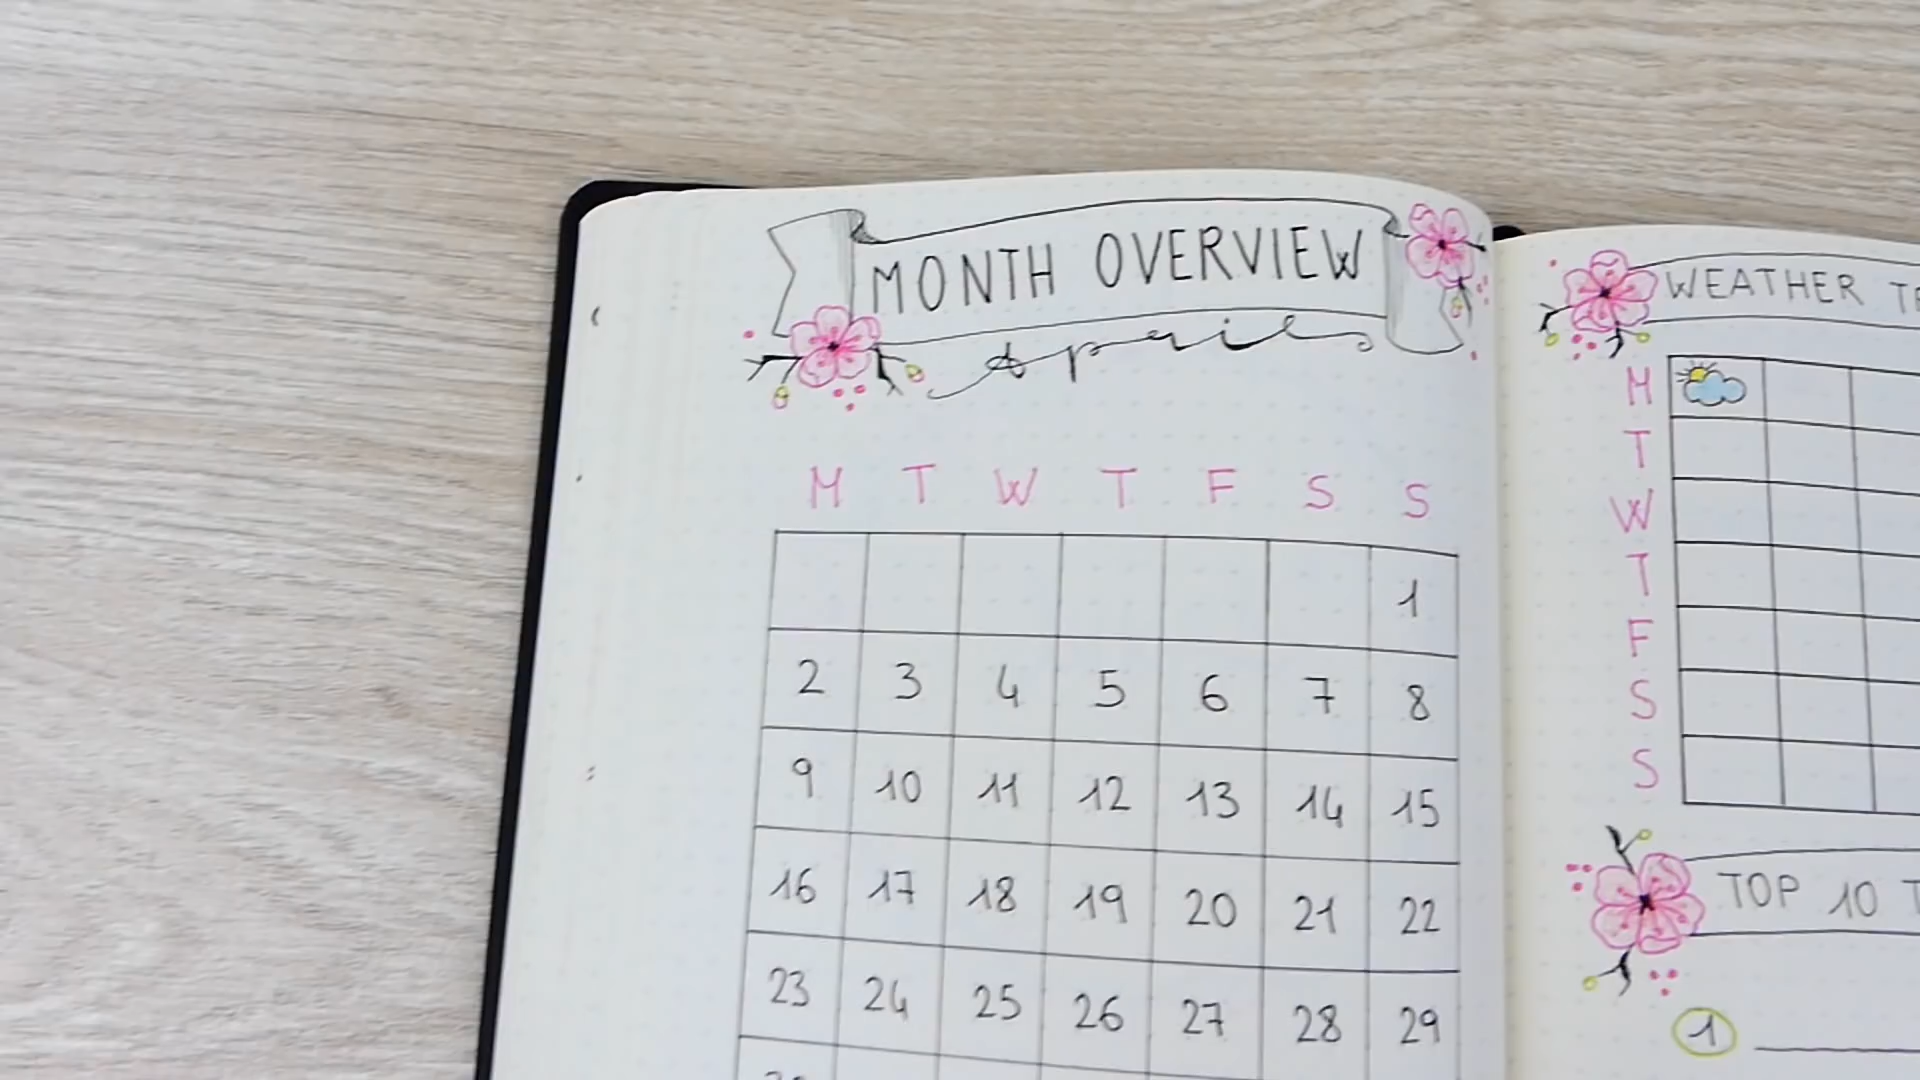 MONTH OVERVIEW
April
M T W T F S S
1
2 3 4 5 6 7 8
9 10 11 12 13 14 15
16 17 18 19 20 21 22
23 24 25 26 27 28 29
WEATHER
M
T
W
T
F
S
S
TOP 10
1